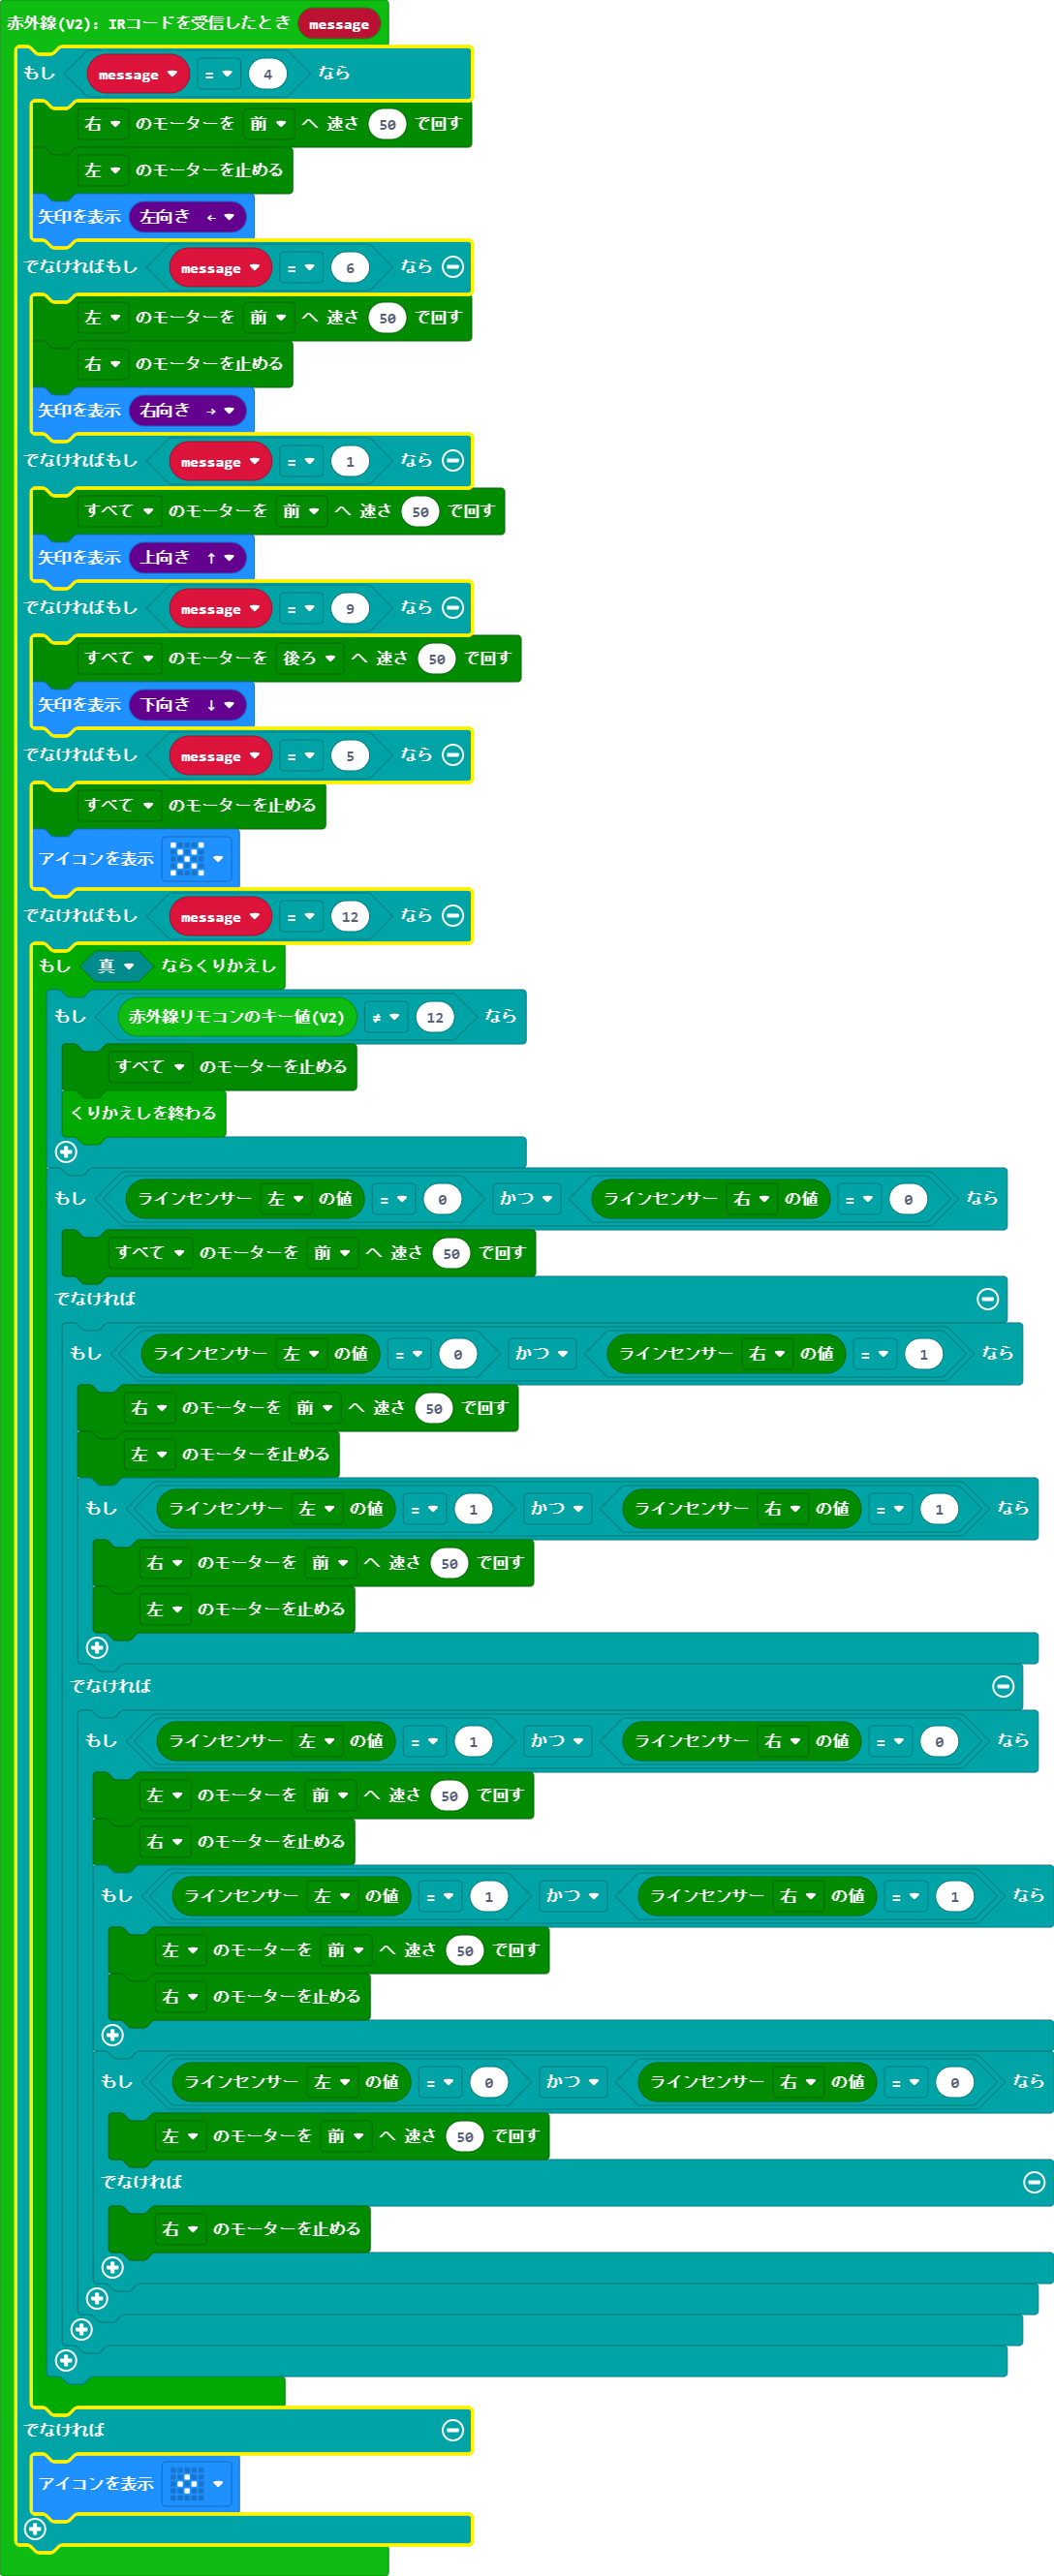 赤外線(V2): IRコードを受信したとき message
もし message = 4 なら
右 のモーターを 前 へ 速さ 50 で回す
左 のモーターを止める
矢印を表示 左向き ←
でなければもし message = 6 なら
左 のモーターを 前 へ 速さ 50 で回す
右 のモーターを止める
矢印を表示 右向き →
でなければもし message = 1 なら
すべて のモーターを 前 へ 速さ 50 で回す
矢印を表示 上向き ↑
でなければもし message = 9 なら
すべて のモーターを 後ろ へ 速さ 50 で回す
矢印を表示 下向き ↓
でなければもし message = 5 なら
すべて のモーターを止める
アイコンを表示
でなければもし message = 12 なら
もし 真 ならくりかえし
もし 赤外線リモコンのキー値(V2) ≠ 12 なら
すべて のモーターを止める
くりかえしを終わる
もし ラインセンサー 左 の値 = 0 かつ ラインセンサー 右 の値 = 0 なら
すべて のモーターを 前 へ 速さ 50 で回す
でなければ
もし ラインセンサー 左 の値 = 0 かつ ラインセンサー 右 の値 = 1 なら
右 のモーターを 前 へ 速さ 50 で回す
左 のモーターを止める
もし ラインセンサー 左 の値 = 1 かつ ラインセンサー 右 の値 = 1 なら
右 のモーターを 前 へ 速さ 50 で回す
左 のモーターを止める
でなければ
もし ラインセンサー 左 の値 = 1 かつ ラインセンサー 右 の値 = 0 なら
左 のモーターを 前 へ 速さ 50 で回す
右 のモーターを止める
もし ラインセンサー 左 の値 = 1 かつ ラインセンサー 右 の値 = 1 なら
左 のモーターを 前 へ 速さ 50 で回す
右 のモーターを止める
もし ラインセンサー 左 の値 = 0 かつ ラインセンサー 右 の値 = 0 なら
左 のモーターを 前 へ 速さ 50 で回す
でなければ
右 のモーターを止める
でなければ
アイコンを表示